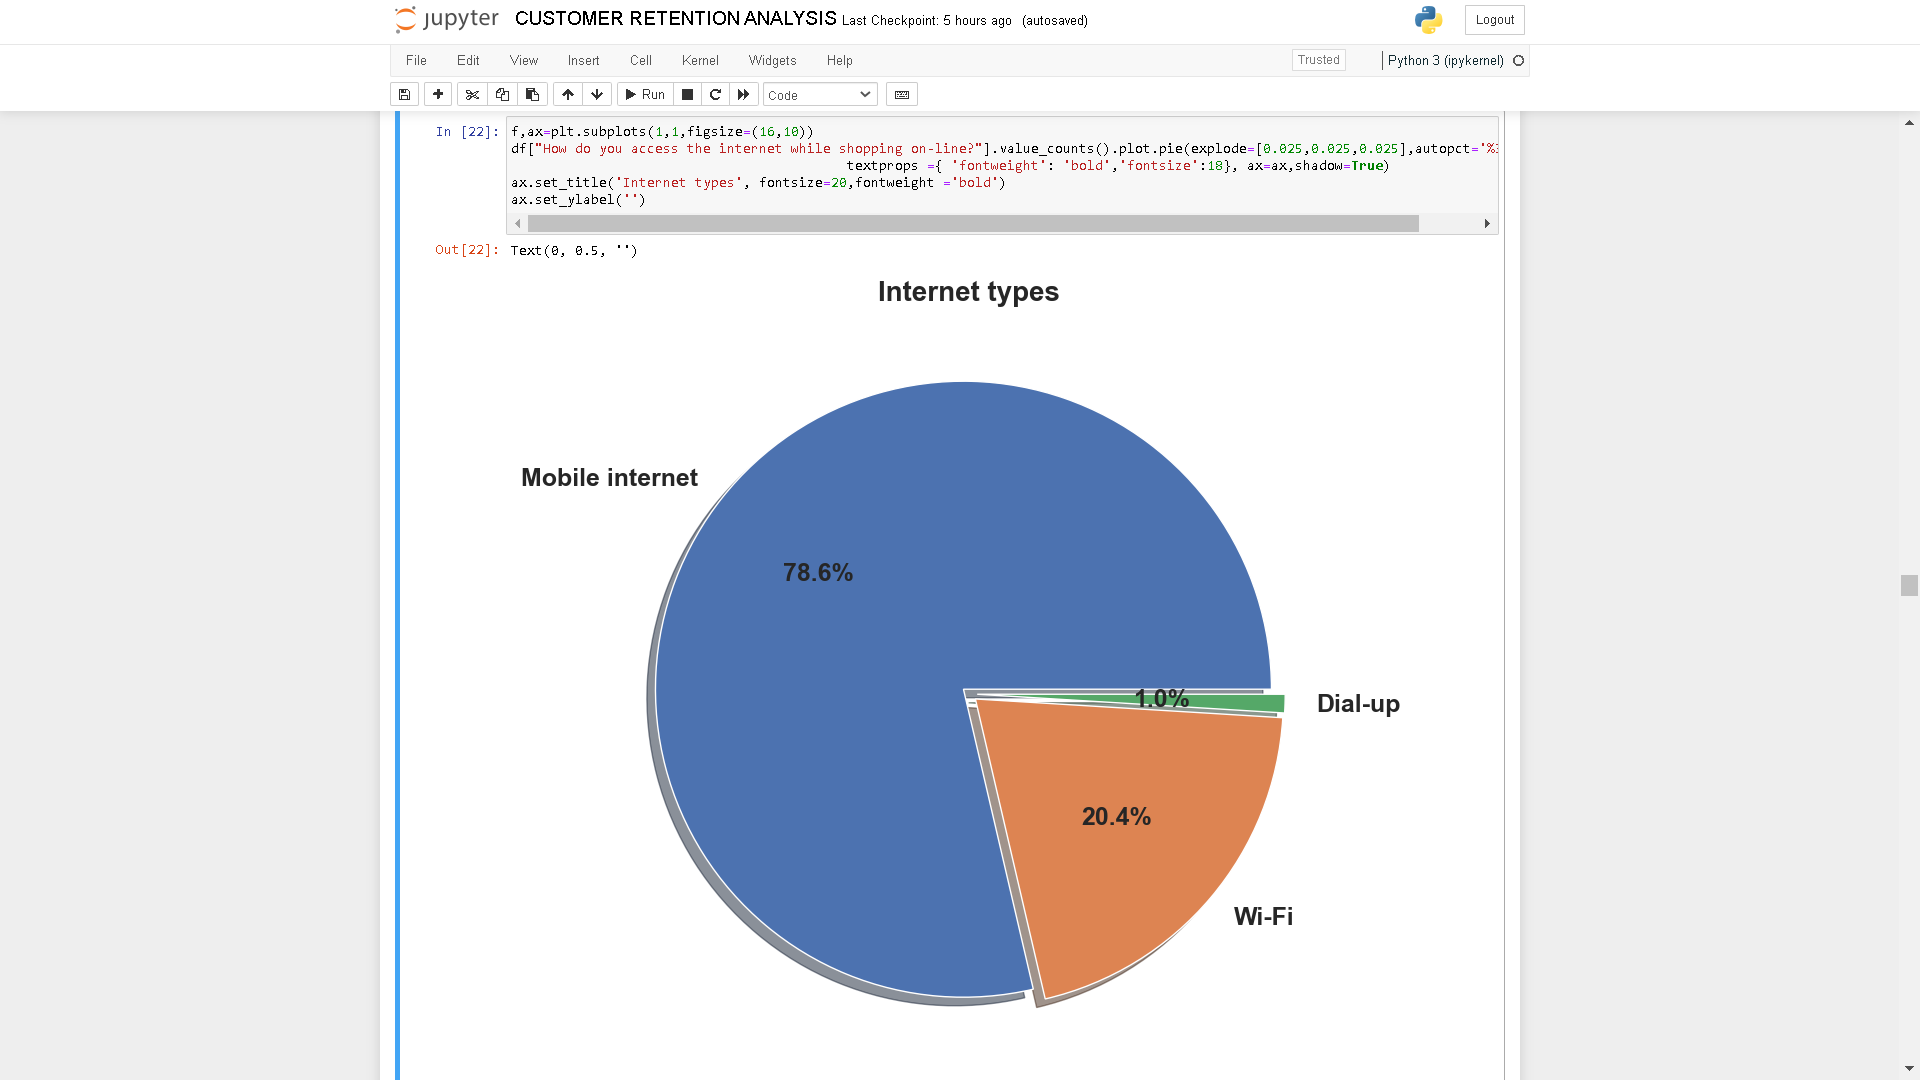 jupyter CUSTOMER RETENTION ANALYSIS Last Checkpoint: 5 hours ago (autosaved) Logout
File Edit View Insert Cell Kernel Widgets Help Trusted Python 3 (ipykernel)
Run Code
In [22]: f,ax=plt.subplots(1,1,figsize=(16,10))
df["How do you access the internet while shopping on-line?"].value_counts().plot.pie(explode=[0.025,0.025,0.025],autopct='%
textprops ={ 'fontweight': 'bold','fontsize':18}, ax=ax,shadow=True)
ax.set_title('Internet types', fontsize=20,fontweight ='bold')
ax.set_ylabel('')
Out[22]: Text(0, 0.5, '')
Internet types
Mobile internet
78.6%
1.0% Dial-up
20.4%
Wi-Fi